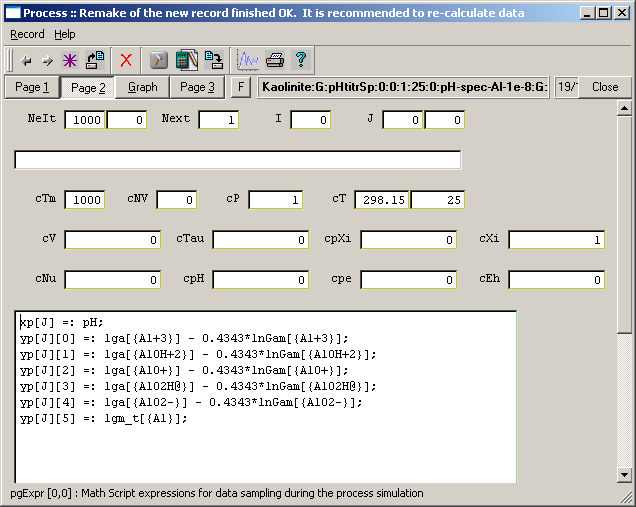 Process :: Remake of the new record finished OK.  It is recommended to re-calculate data
Record Help
Page 1 Page 2 Graph Page 3 F Kaolinite:G:pHtitrSp:0:0:1:25:0:pH-spec-Al-1e-8:G: 19/ Close
NeIt 1000 0 Next 1 I 0 J 0 0
cTm 1000 cNV 0 cP 1 cT 298.15 25
cV 0 cTau 0 cpXi 0 cXi 1
cNu 0 cpH 0 cpe 0 cEh 0
xp[J] =: pH;
yp[J][0] =: lga[{Al+3}] - 0.4343*lnGam[{Al+3}];
yp[J][1] =: lga[{AlOH+2}] - 0.4343*lnGam[{AlOH+2}];
yp[J][2] =: lga[{AlO+}] - 0.4343*lnGam[{AlO+}];
yp[J][3] =: lga[{AlO2H@}] - 0.4343*lnGam[{AlO2H@}];
yp[J][4] =: lga[{AlO2-}] - 0.4343*lnGam[{AlO2-}];
yp[J][5] =: lgm_t[{Al}];
pgExpr [0,0] : Math Script expressions for data sampling during the process simulation